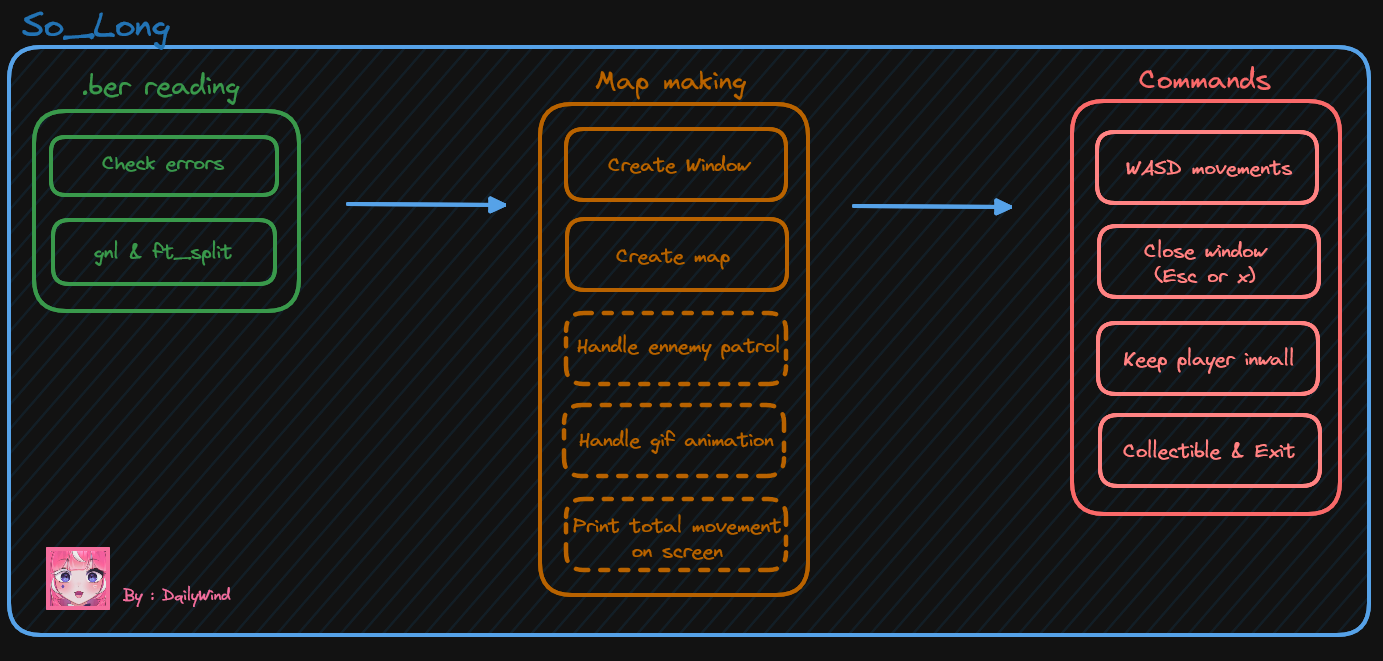 So_Long
.ber reading
Check errors
gnl & ft_split
Map making
Create Window
Create map
Handle ennemy patrol
Handle gif animation
Print total movement
on screen
Commands
WASD movements
Close window
(Esc or x)
Keep player inwall
Collectible & Exit
By : DailyWind